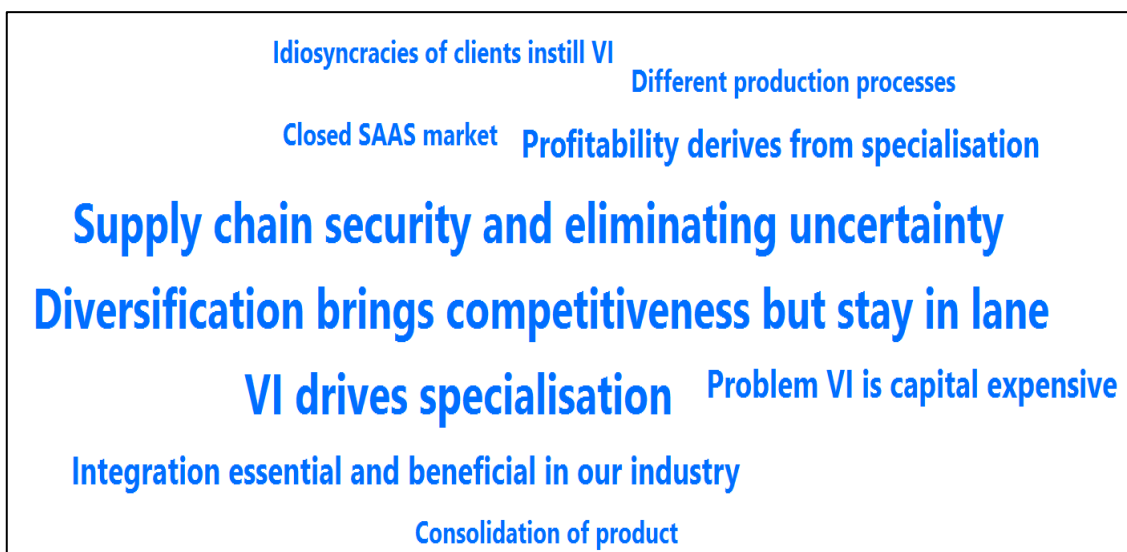 Idiosyncracies of clients instill VI
Different production processes
Closed SAAS market
Profitability derives from specialisation
Supply chain security and eliminating uncertainty
Diversification brings competitiveness but stay in lane
VI drives specialisation
Problem VI is capital expensive
Integration essential and beneficial in our industry
Consolidation of product